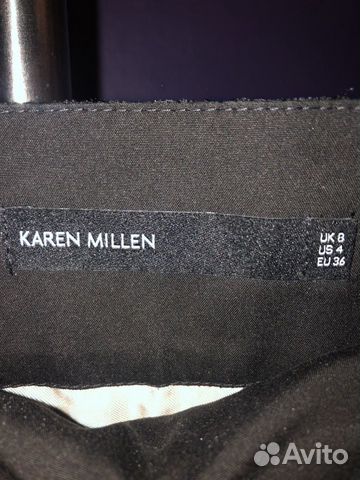 KAREN MILLEN
UK 8
US 4
EU 36
Avito